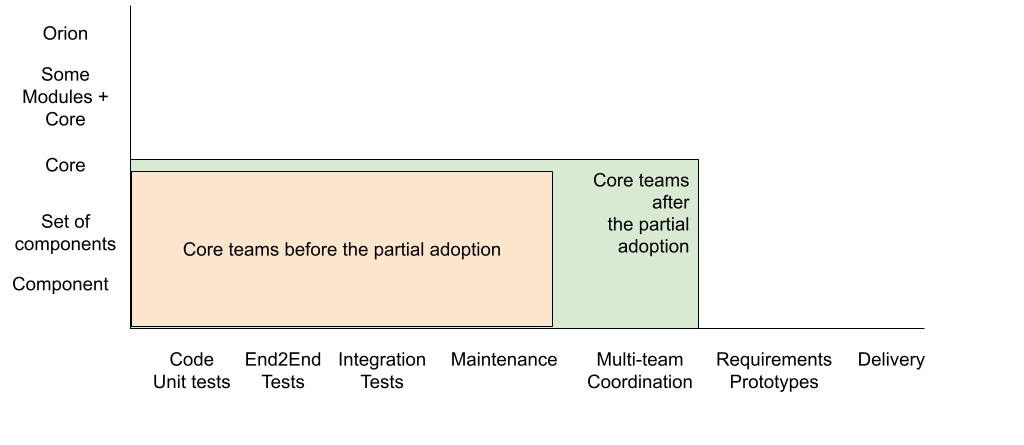 Orion
Some
Modules +
Core
Core
Set of
components
Component
Core teams before the partial adoption
Core teams
after
the partial
adoption
Code
Unit tests
End2End
Tests
Integration
Tests
Maintenance
Multi-team
Coordination
Requirements
Prototypes
Delivery